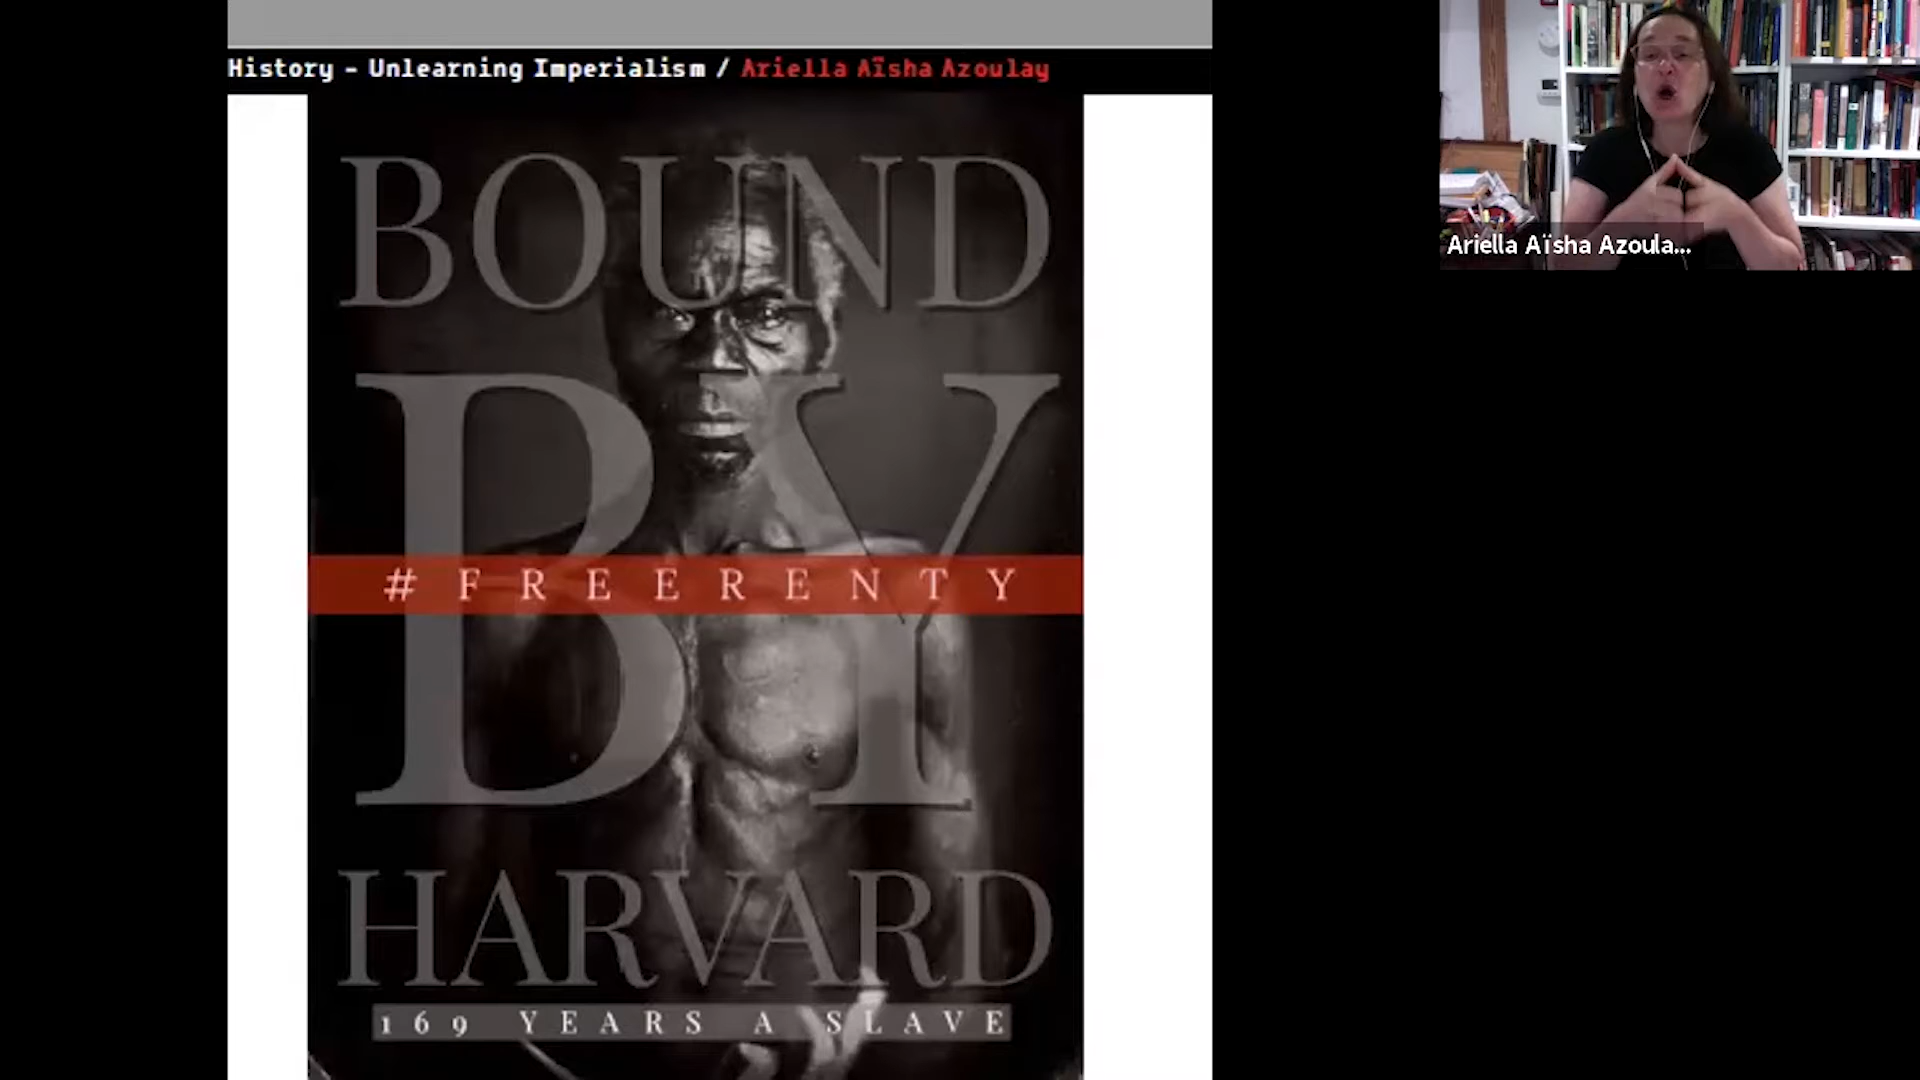 History - Unlearning Imperialism / Ariella Aïsha Azoulay
BOUND
BY
#FREERENTY
HARVARD
169 YEARS A SLAVE
Ariella Aïsha Azoula...